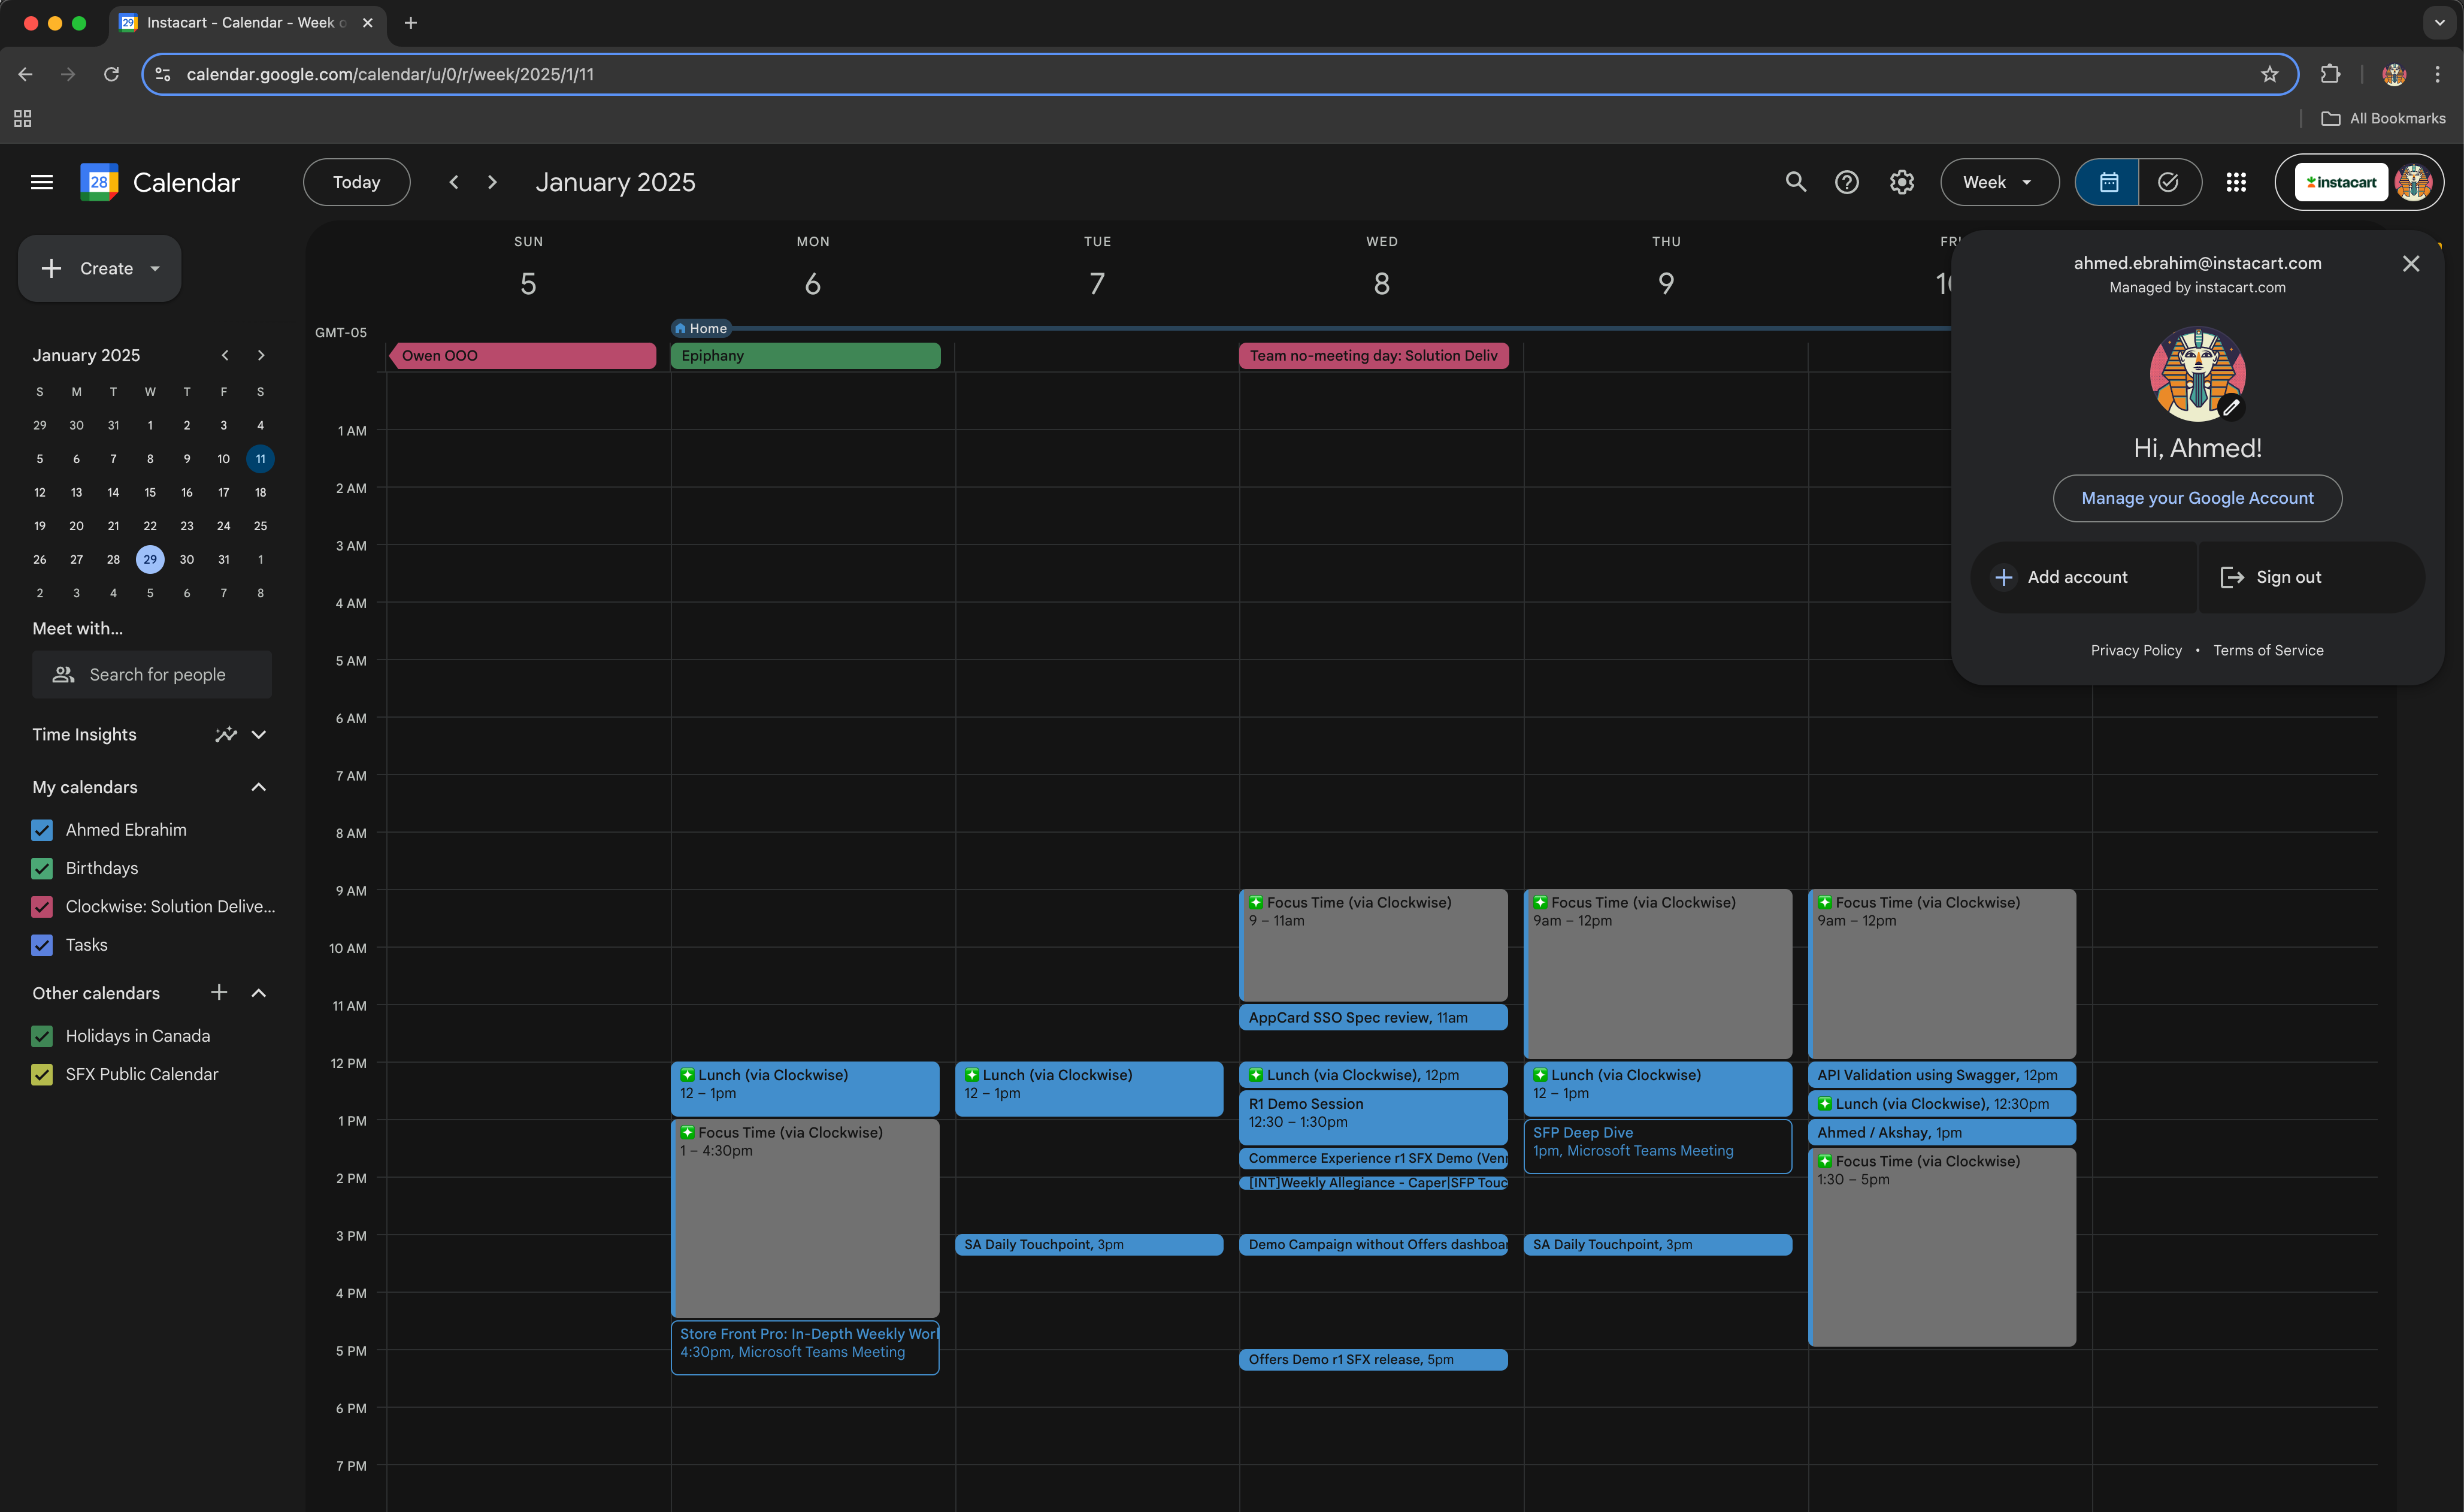 Instacart - Calendar - Week o
calendar.google.com/calendar/u/0/r/week/2025/1/11
All Bookmarks
28
Calendar
Today
January 2025
Week
instacart
Create
January 2025
S M T W T F S
29 30 31 1 2 3 4
5 6 7 8 9 10 11
12 13 14 15 16 17 18
19 20 21 22 23 24 25
26 27 28 29 30 31 1
2 3 4 5 6 7 8
Meet with...
Search for people
Time Insights
My calendars
Ahmed Ebrahim
Birthdays
Clockwise: Solution Delive...
Tasks
Other calendars
Holidays in Canada
SFX Public Calendar
SUN MON TUE WED THU FRI
5 6 7 8 9 10
GMT-05
Home
Owen OOO
Epiphany
Team no-meeting day: Solution Deliv
1 AM
2 AM
3 AM
4 AM
5 AM
6 AM
7 AM
8 AM
9 AM
10 AM
11 AM
12 PM
1 PM
2 PM
3 PM
4 PM
5 PM
6 PM
7 PM
Lunch (via Clockwise)
12 – 1pm
Focus Time (via Clockwise)
1 – 4:30pm
Store Front Pro: In-Depth Weekly Worl
4:30pm, Microsoft Teams Meeting
Lunch (via Clockwise)
12 – 1pm
SA Daily Touchpoint, 3pm
Focus Time (via Clockwise)
9 – 11am
AppCard SSO Spec review, 11am
Lunch (via Clockwise), 12pm
R1 Demo Session
12:30 – 1:30pm
Commerce Experience r1 SFX Demo (Venr
[INT]Weekly Allegiance - Caper|SFP Touc
Demo Campaign without Offers dashboar
Offers Demo r1 SFX release, 5pm
Focus Time (via Clockwise)
9am – 12pm
Lunch (via Clockwise)
12 – 1pm
SFP Deep Dive
1pm, Microsoft Teams Meeting
SA Daily Touchpoint, 3pm
Focus Time (via Clockwise)
9am – 12pm
API Validation using Swagger, 12pm
Lunch (via Clockwise), 12:30pm
Ahmed / Akshay, 1pm
Focus Time (via Clockwise)
1:30 – 5pm
ahmed.ebrahim@instacart.com
Managed by instacart.com
Hi, Ahmed!
Manage your Google Account
Add account
Sign out
Privacy Policy • Terms of Service